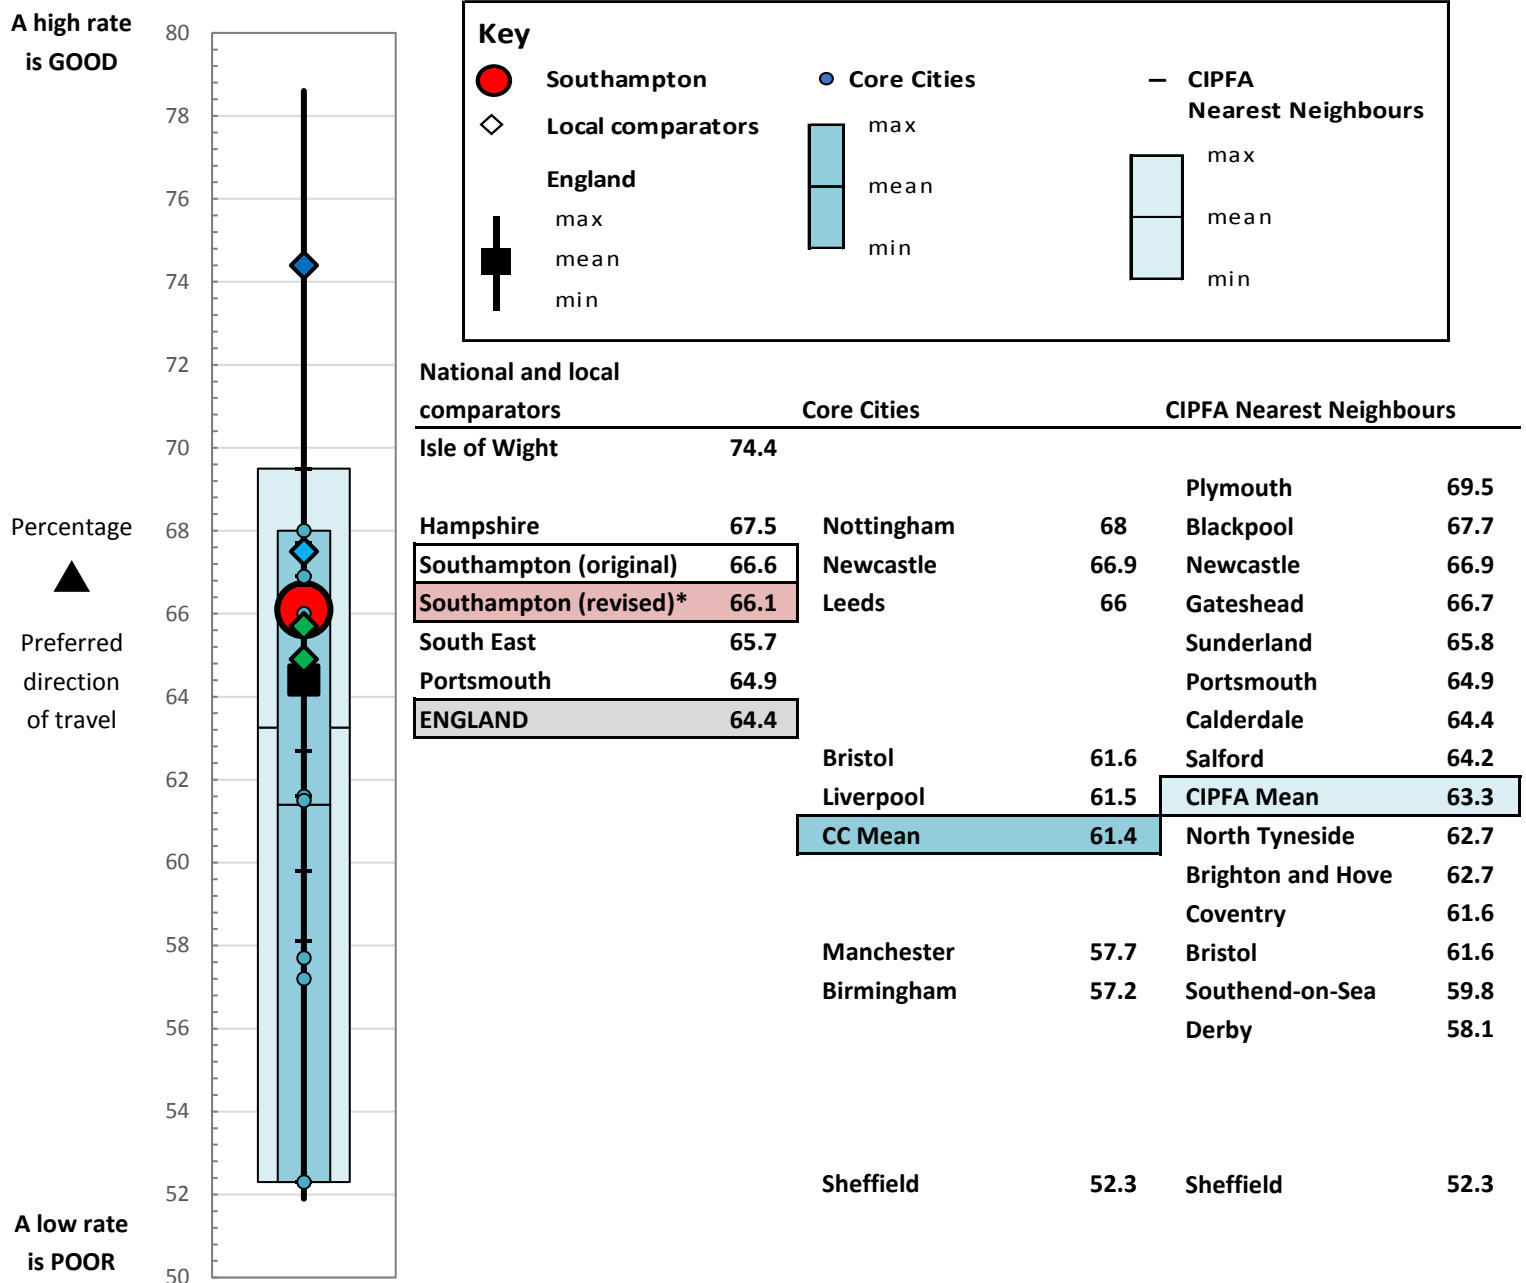 A high rate
is GOOD
80
78
76
74
72
70
68
66
64
62
60
58
56
54
52
50
Percentage
Preferred
direction
of travel
A low rate
is POOR
Key
Southampton
Core Cities
CIPFA
Nearest Neighbours
Local comparators
England
max
mean
min
max
mean
min
max
mean
min
National and local
comparators Core Cities CIPFA Nearest Neighbours
Isle of Wight 74.4
Plymouth 69.5
Hampshire 67.5 Nottingham 68 Blackpool 67.7
Southampton (original) 66.6 Newcastle 66.9 Newcastle 66.9
Southampton (revised)* 66.1 Leeds 66 Gateshead 66.7
South East 65.7 Sunderland 65.8
Portsmouth 64.9 Portsmouth 64.9
ENGLAND 64.4 Calderdale 64.4
Bristol 61.6 Salford 64.2
Liverpool 61.5 CIPFA Mean 63.3
CC Mean 61.4 North Tyneside 62.7
Brighton and Hove 62.7
Coventry 61.6
Manchester 57.7 Bristol 61.6
Birmingham 57.2 Southend-on-Sea 59.8
Derby 58.1
Sheffield 52.3 Sheffield 52.3